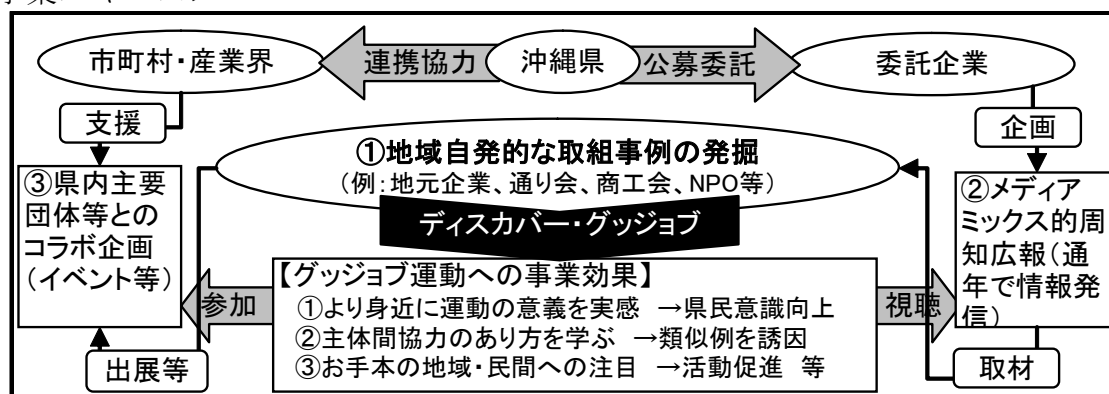 市町村・産業界
連携協力
沖縄県
公募委託
委託企業
支援
企画
①地域自発的な取組事例の発掘
(例:地元企業、通り会、商工会、NPO等)
ディスカバー・グッジョブ
③県内主要
団体等との
コラボ企画
(イベント等)
②メディア
ミックス的周
知広報(通
年で情報発
信)
【グッジョブ運動への事業効果】
①より身近に運動の意義を実感 →県民意識向上
②主体間協力のあり方を学ぶ →類似例を誘因
③お手本の地域・民間への注目 →活動促進 等
参加
視聴
出展等
取材